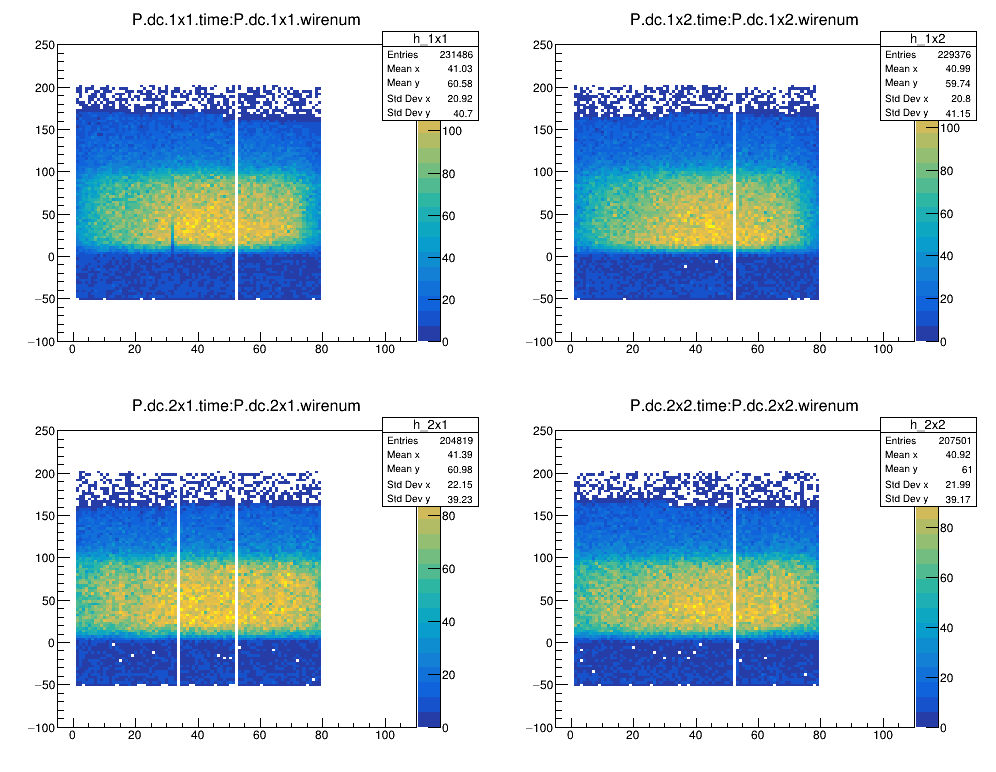 P.dc.1x1.time:P.dc.1x1.wirenum
h_1x1
Entries 231486
Mean x 41.03
Mean y 60.58
Std Dev x 20.92
Std Dev y 40.7
250
200
150
100
50
0
−50
−100
0 20 40 60 80 100
100
80
60
40
20
0
P.dc.1x2.time:P.dc.1x2.wirenum
h_1x2
Entries 229376
Mean x 40.99
Mean y 59.74
Std Dev x 20.8
Std Dev y 41.15
250
200
150
100
50
0
−50
−100
0 20 40 60 80 100
100
80
60
40
20
0
P.dc.2x1.time:P.dc.2x1.wirenum
h_2x1
Entries 204819
Mean x 41.39
Mean y 60.98
Std Dev x 22.15
Std Dev y 39.23
250
200
150
100
50
0
−50
−100
0 20 40 60 80 100
80
60
40
20
0
P.dc.2x2.time:P.dc.2x2.wirenum
h_2x2
Entries 207501
Mean x 40.92
Mean y 61
Std Dev x 21.99
Std Dev y 39.17
250
200
150
100
50
0
−50
−100
0 20 40 60 80 100
80
60
40
20
0